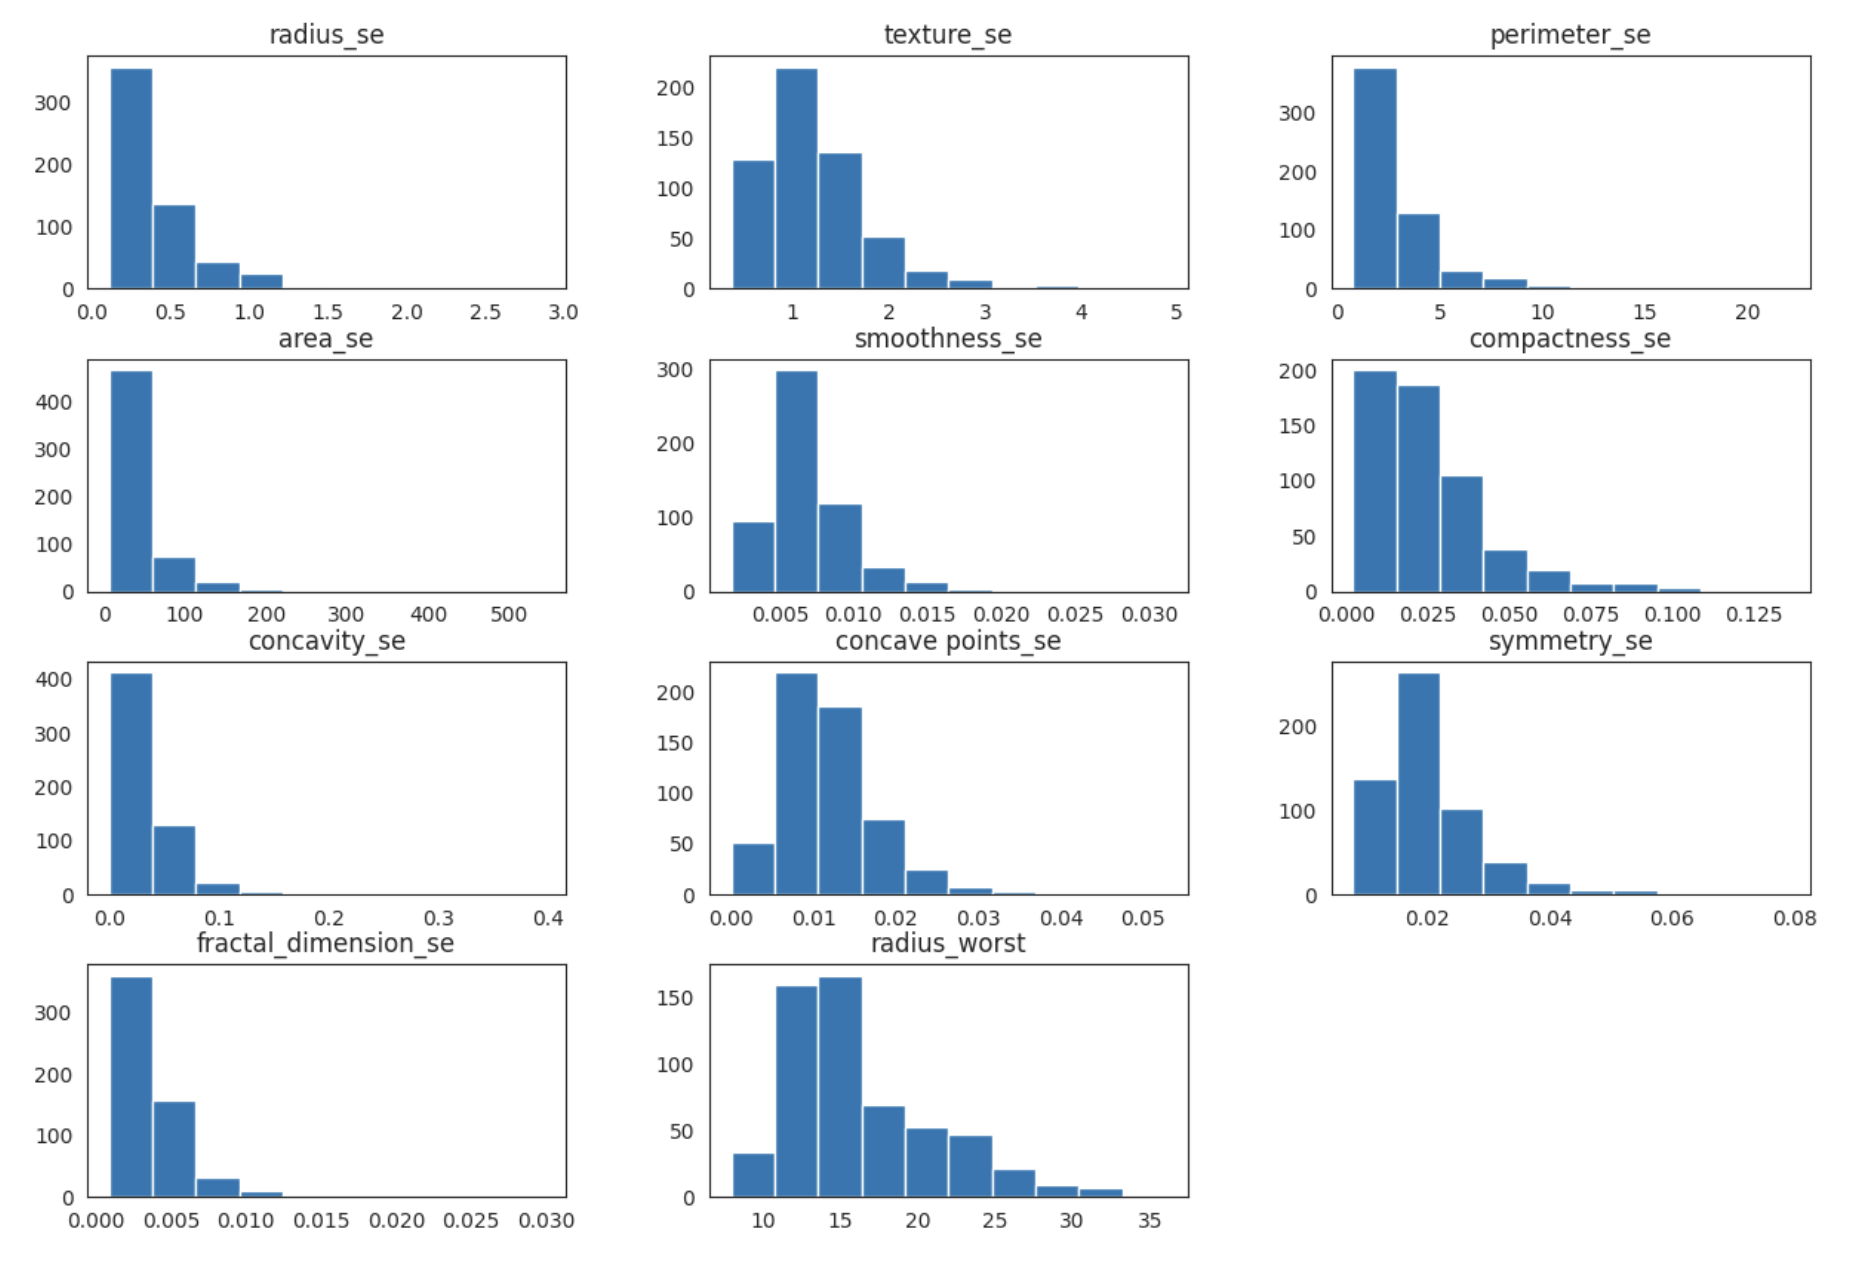 radius_se
texture_se
perimeter_se
300
200
100
0
0.0 0.5 1.0 1.5 2.0 2.5 3.0
200
150
100
50
0
1 2 3 4 5
300
200
100
0
0 5 10 15 20
area_se
smoothness_se
compactness_se
400
300
200
100
0
0 100 200 300 400 500
300
200
100
0
0.005 0.010 0.015 0.020 0.025 0.030
200
150
100
50
0
0.000 0.025 0.050 0.075 0.100 0.125
concavity_se
concave points_se
symmetry_se
400
300
200
100
0
0.0 0.1 0.2 0.3 0.4
200
150
100
50
0
0.00 0.01 0.02 0.03 0.04 0.05
200
100
0
0.02 0.04 0.06 0.08
fractal_dimension_se
radius_worst
300
200
100
0
0.000 0.005 0.010 0.015 0.020 0.025 0.030
150
100
50
0
10 15 20 25 30 35